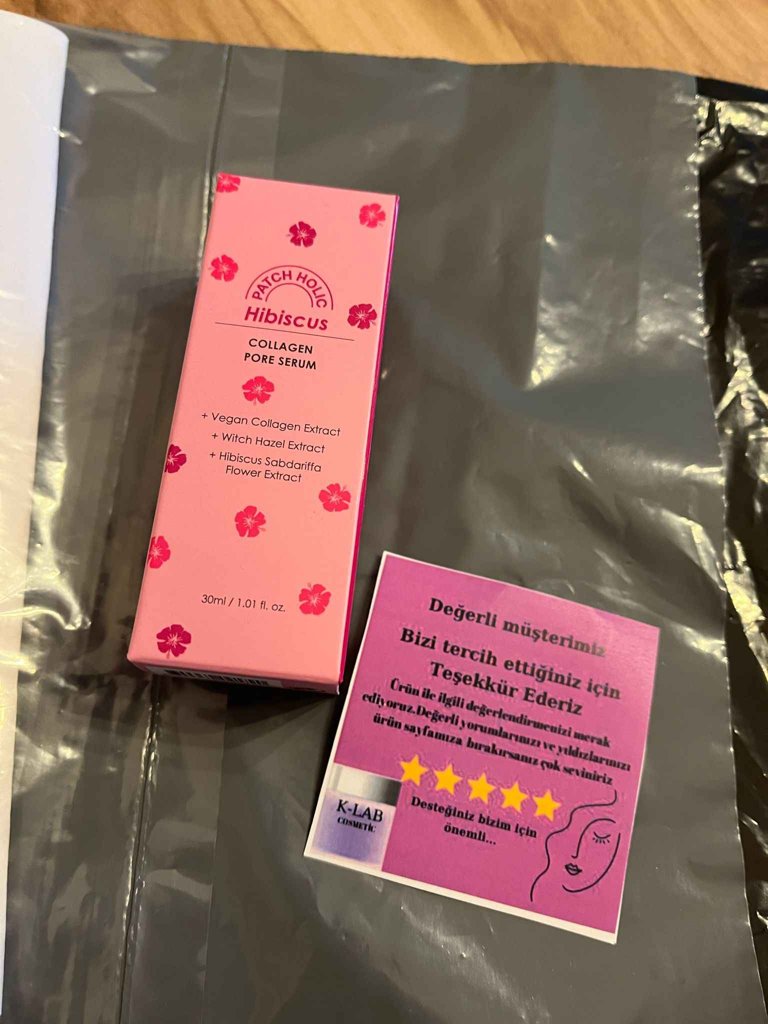 PATCH HOLIC
Hibiscus
COLLAGEN
PORE SERUM
+ Vegan Collagen Extract
+ Witch Hazel Extract
+ Hibiscus Sabdariffa
Flower Extract
30ml / 1.01 fl. oz.
Değerli müşterimiz
Bizi tercih ettiğiniz için
Teşekkür Ederiz
Ürün ile ilgili değerlendirmenizi merak
ediyoruz.Değerli yorumlarınızı ve yıldızlarınızı
ürün sayfamıza bırakırsanız çok seviniriz
K-LAB
COSMETİC
Desteğiniz bizim için
önemli...